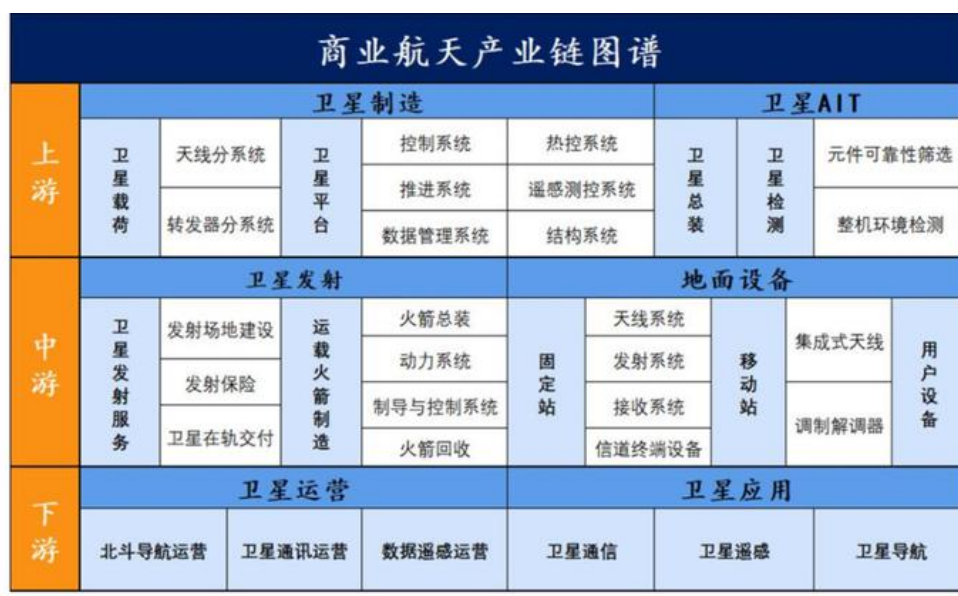 商业航天产业链图谱
上游
卫星制造
卫星AIT
卫星载荷
天线分系统
转发器分系统
卫星平台
控制系统
热控系统
推进系统
遥感测控系统
数据管理系统
结构系统
卫星总装
卫星检测
元件可靠性筛选
整机环境检测
中游
卫星发射
地面设备
卫星发射服务
发射场地建设
发射保险
卫星在轨交付
运载火箭制造
火箭总装
动力系统
制导与控制系统
火箭回收
固定站
天线系统
发射系统
接收系统
信道终端设备
移动站
集成式天线
调制解调器
用户设备
下游
卫星运营
卫星应用
北斗导航运营
卫星通讯运营
数据遥感运营
卫星通信
卫星遥感
卫星导航